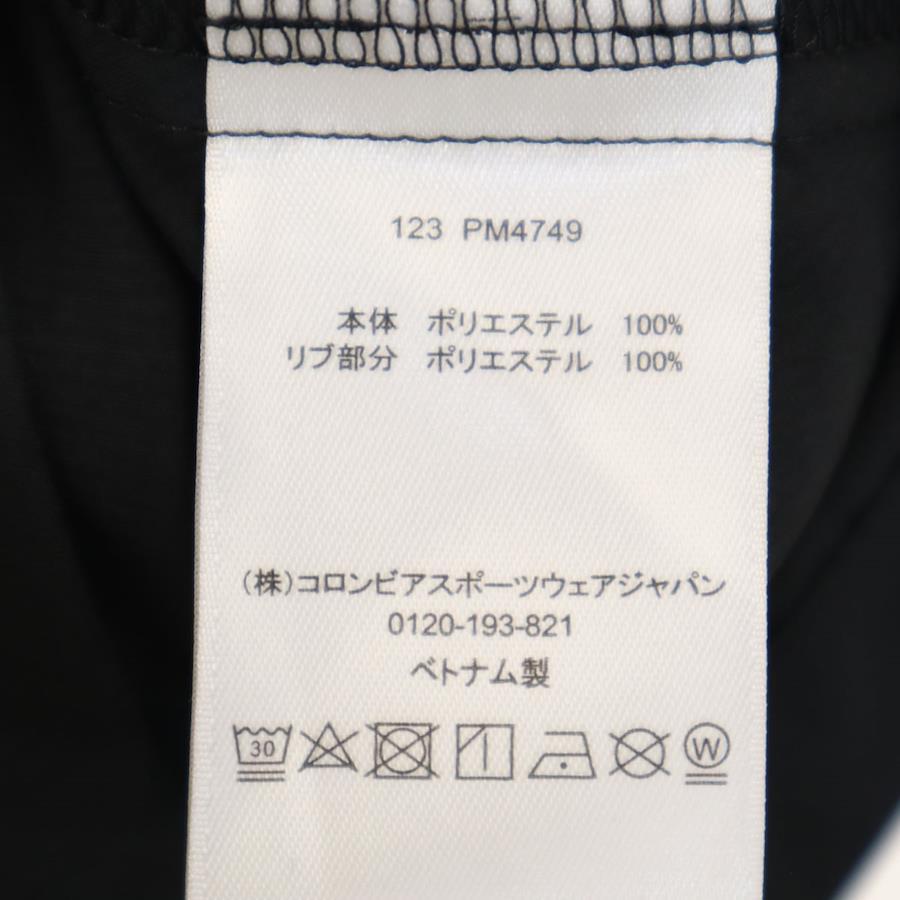 123 PM4749
本体 ポリエステル 100%
リブ部分 ポリエステル 100%
(株)コロンビアスポーツウェアジャパン
0120-193-821
ベトナム製
30 W